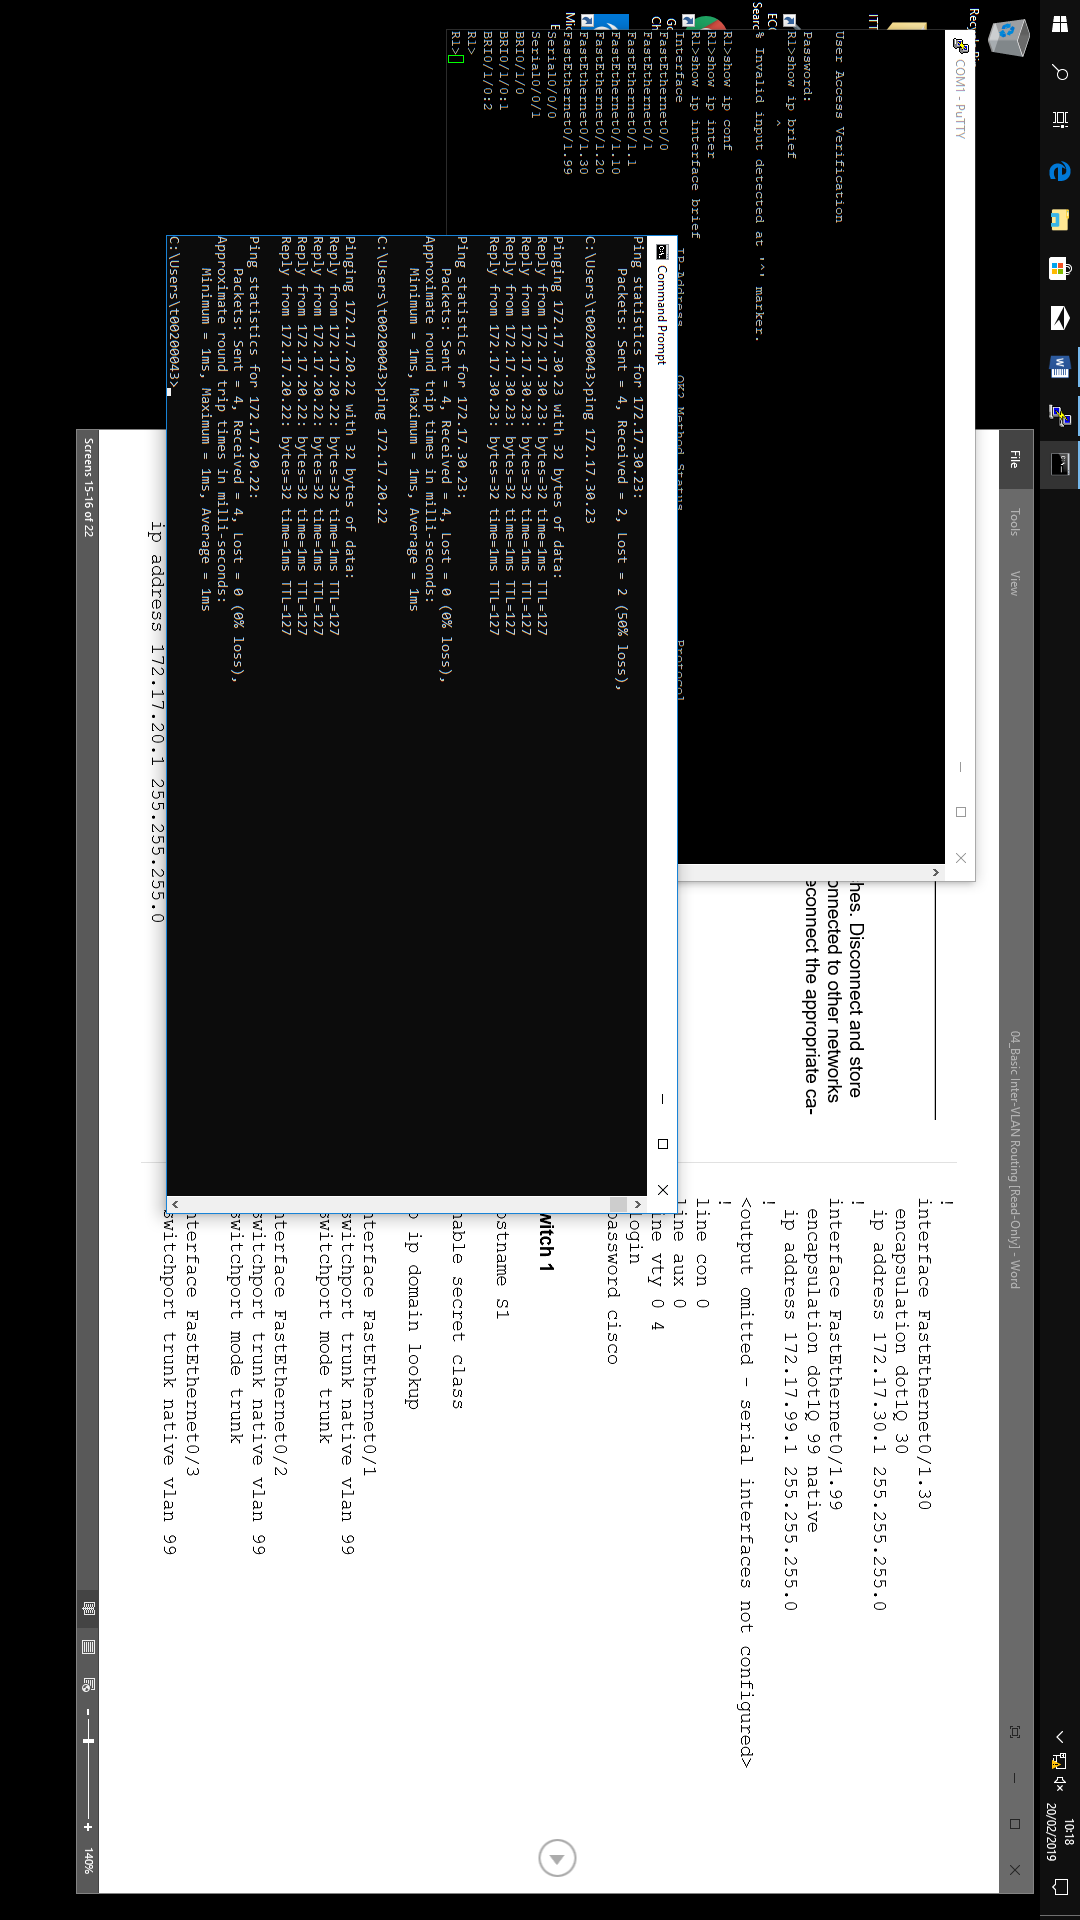 Recycle Bin
COM1 - PuTTY
User Access Verification
Password:
R1>show ip brief
^
% Invalid input detected at '^' marker.
R1>show ip conf
R1>show ip inter
R1>show ip interface brief
Interface IP-Address OK? Method Status Protocol
FastEthernet0/0
FastEthernet0/1
FastEthernet0/1.1
FastEthernet0/1.10
FastEthernet0/1.20
FastEthernet0/1.30
FastEthernet0/1.99
Serial0/0/0
Serial0/0/1
BRI0/1/0
BRI0/1/0:1
BRI0/1/0:2
R1>
R1>
Command Prompt
Ping statistics for 172.17.30.23:
Packets: Sent = 4, Received = 2, Lost = 2 (50% loss),
C:\Users\t00200043>ping 172.17.30.23
Pinging 172.17.30.23 with 32 bytes of data:
Reply from 172.17.30.23: bytes=32 time=1ms TTL=127
Reply from 172.17.30.23: bytes=32 time=1ms TTL=127
Reply from 172.17.30.23: bytes=32 time=1ms TTL=127
Reply from 172.17.30.23: bytes=32 time=1ms TTL=127
Ping statistics for 172.17.30.23:
Packets: Sent = 4, Received = 4, Lost = 0 (0% loss),
Approximate round trip times in milli-seconds:
Minimum = 1ms, Maximum = 1ms, Average = 1ms
C:\Users\t00200043>ping 172.17.20.22
Pinging 172.17.20.22 with 32 bytes of data:
Reply from 172.17.20.22: bytes=32 time=1ms TTL=127
Reply from 172.17.20.22: bytes=32 time=1ms TTL=127
Reply from 172.17.20.22: bytes=32 time=1ms TTL=127
Reply from 172.17.20.22: bytes=32 time=1ms TTL=127
Ping statistics for 172.17.20.22:
Packets: Sent = 4, Received = 4, Lost = 0 (0% loss),
Approximate round trip times in milli-seconds:
Minimum = 1ms, Maximum = 1ms, Average = 1ms
C:\Users\t00200043>
File Tools View
04_Basic Inter-VLAN Routing [Read-Only] - Word
hes. Disconnect and store
onnected to other networks
econnect the appropriate ca-
ip address 172.17.20.1 255.255.255.0
!
interface FastEthernet0/1.30
encapsulation dot1Q 30
ip address 172.17.30.1 255.255.255.0
!
interface FastEthernet0/1.99
encapsulation dot1Q 99 native
ip address 172.17.99.1 255.255.255.0
!
<output omitted - serial interfaces not configured>
!
line con 0
line aux 0
ine vty 0 4
login
password cisco
witch 1
ostname S1
nable secret class
o ip domain lookup
nterface FastEthernet0/1
switchport trunk native vlan 99
switchport mode trunk
nterface FastEthernet0/2
switchport trunk native vlan 99
switchport mode trunk
nterface FastEthernet0/3
switchport trunk native vlan 99
Screens 15-16 of 22
140%
10:18
20/02/2019